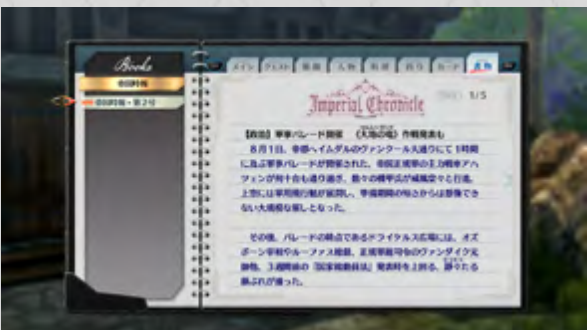 Books
帝国時報
帝国時報・第2号
メイン クエスト 戦闘 人物 料理 釣り カード 書物
Imperial Chronicle
1/5
【政治】軍事パレード開催 《大地の竜》作戦発表も
8月1日、帝都ヘイムダルのヴァンクール大通りにて1時間
に及ぶ軍事パレードが開催された。帝国正規軍の主力戦車アハ
ツェンが何十台も通り過ぎ、数々の機甲兵が威風堂々と行進。
上空には軍用飛行艇が展開し、準備期間の短さからは想像でき
ない大規模な催しとなった。
その後、パレードの終点であるドライケルス広場には、オズ
ボーン宰相やルーファス総督、正規軍総司令のヴァンダイク元
帥他、3週間前の『国家総動員法』発表時を上回る、錚々たる
顔ぶれが揃った。